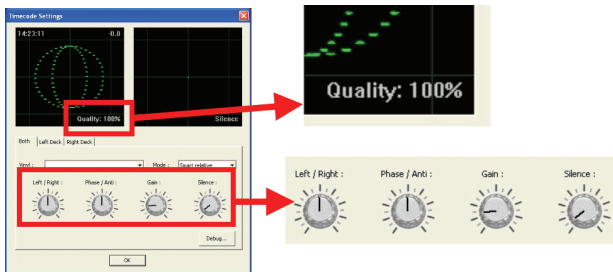 Timecode Settings
14:23:11 -0.0
Quality: 100%
Silence
Both Left Deck Right Deck
Vinyl : Mode : Smart relative
Left / Right : Phase / Anti : Gain : Silence :
Debug...
OK
Quality: 100%
Left / Right : Phase / Anti : Gain : Silence :